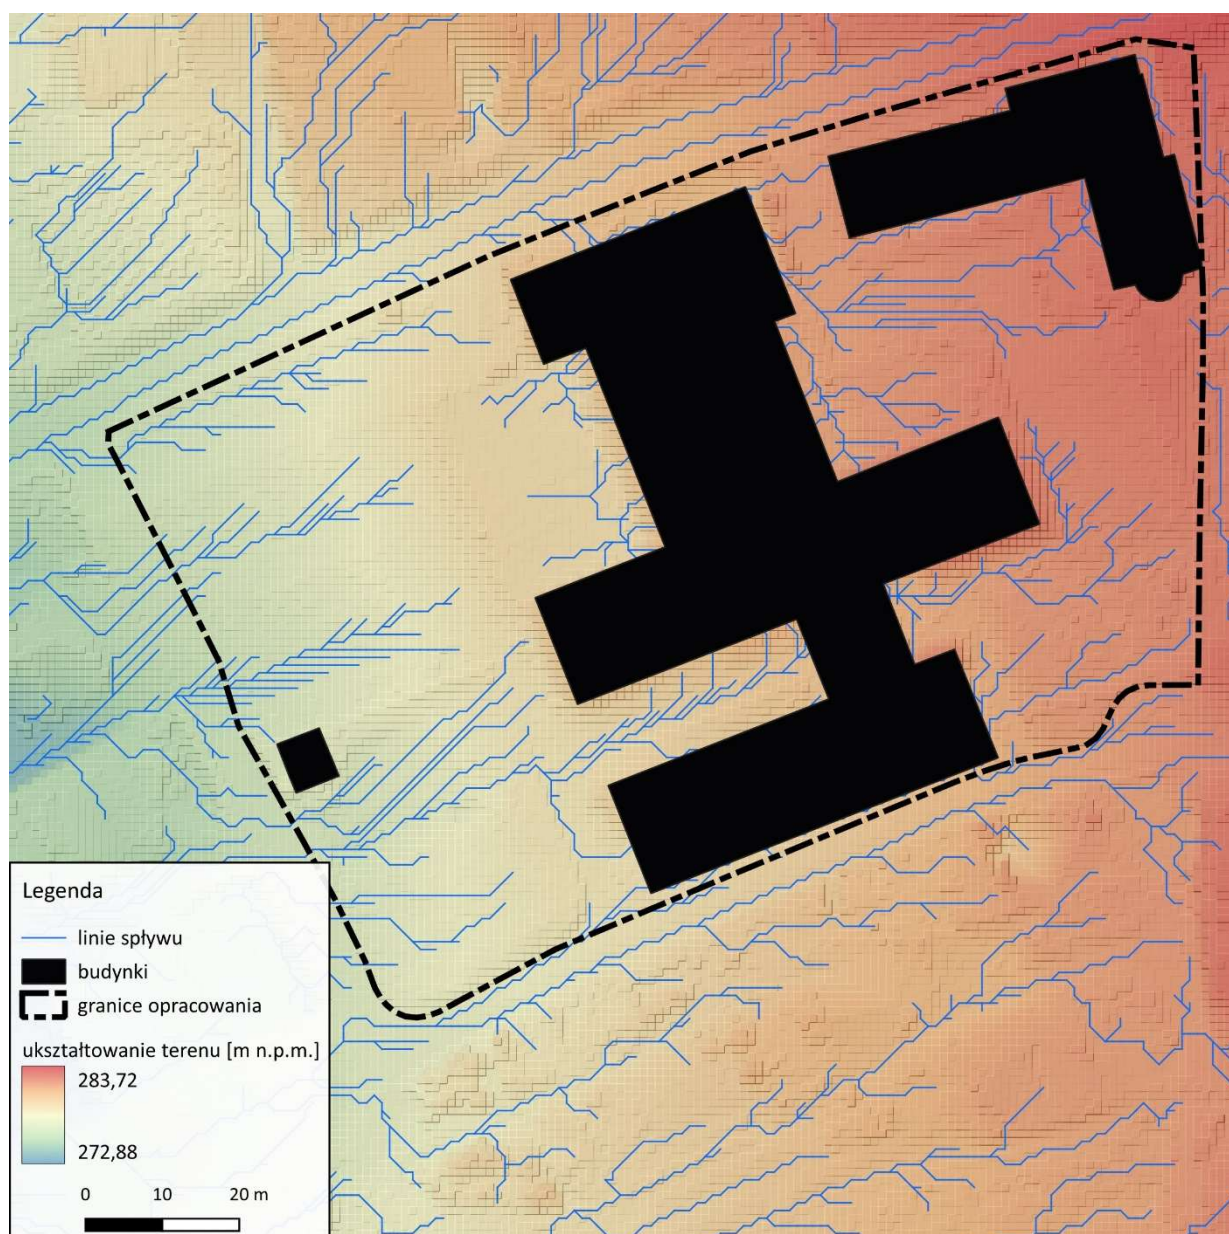 Legenda
linie spływu
budynki
granice opracowania
ukształtowanie terenu [m n.p.m.]
283,72
272,88
0 10 20 m